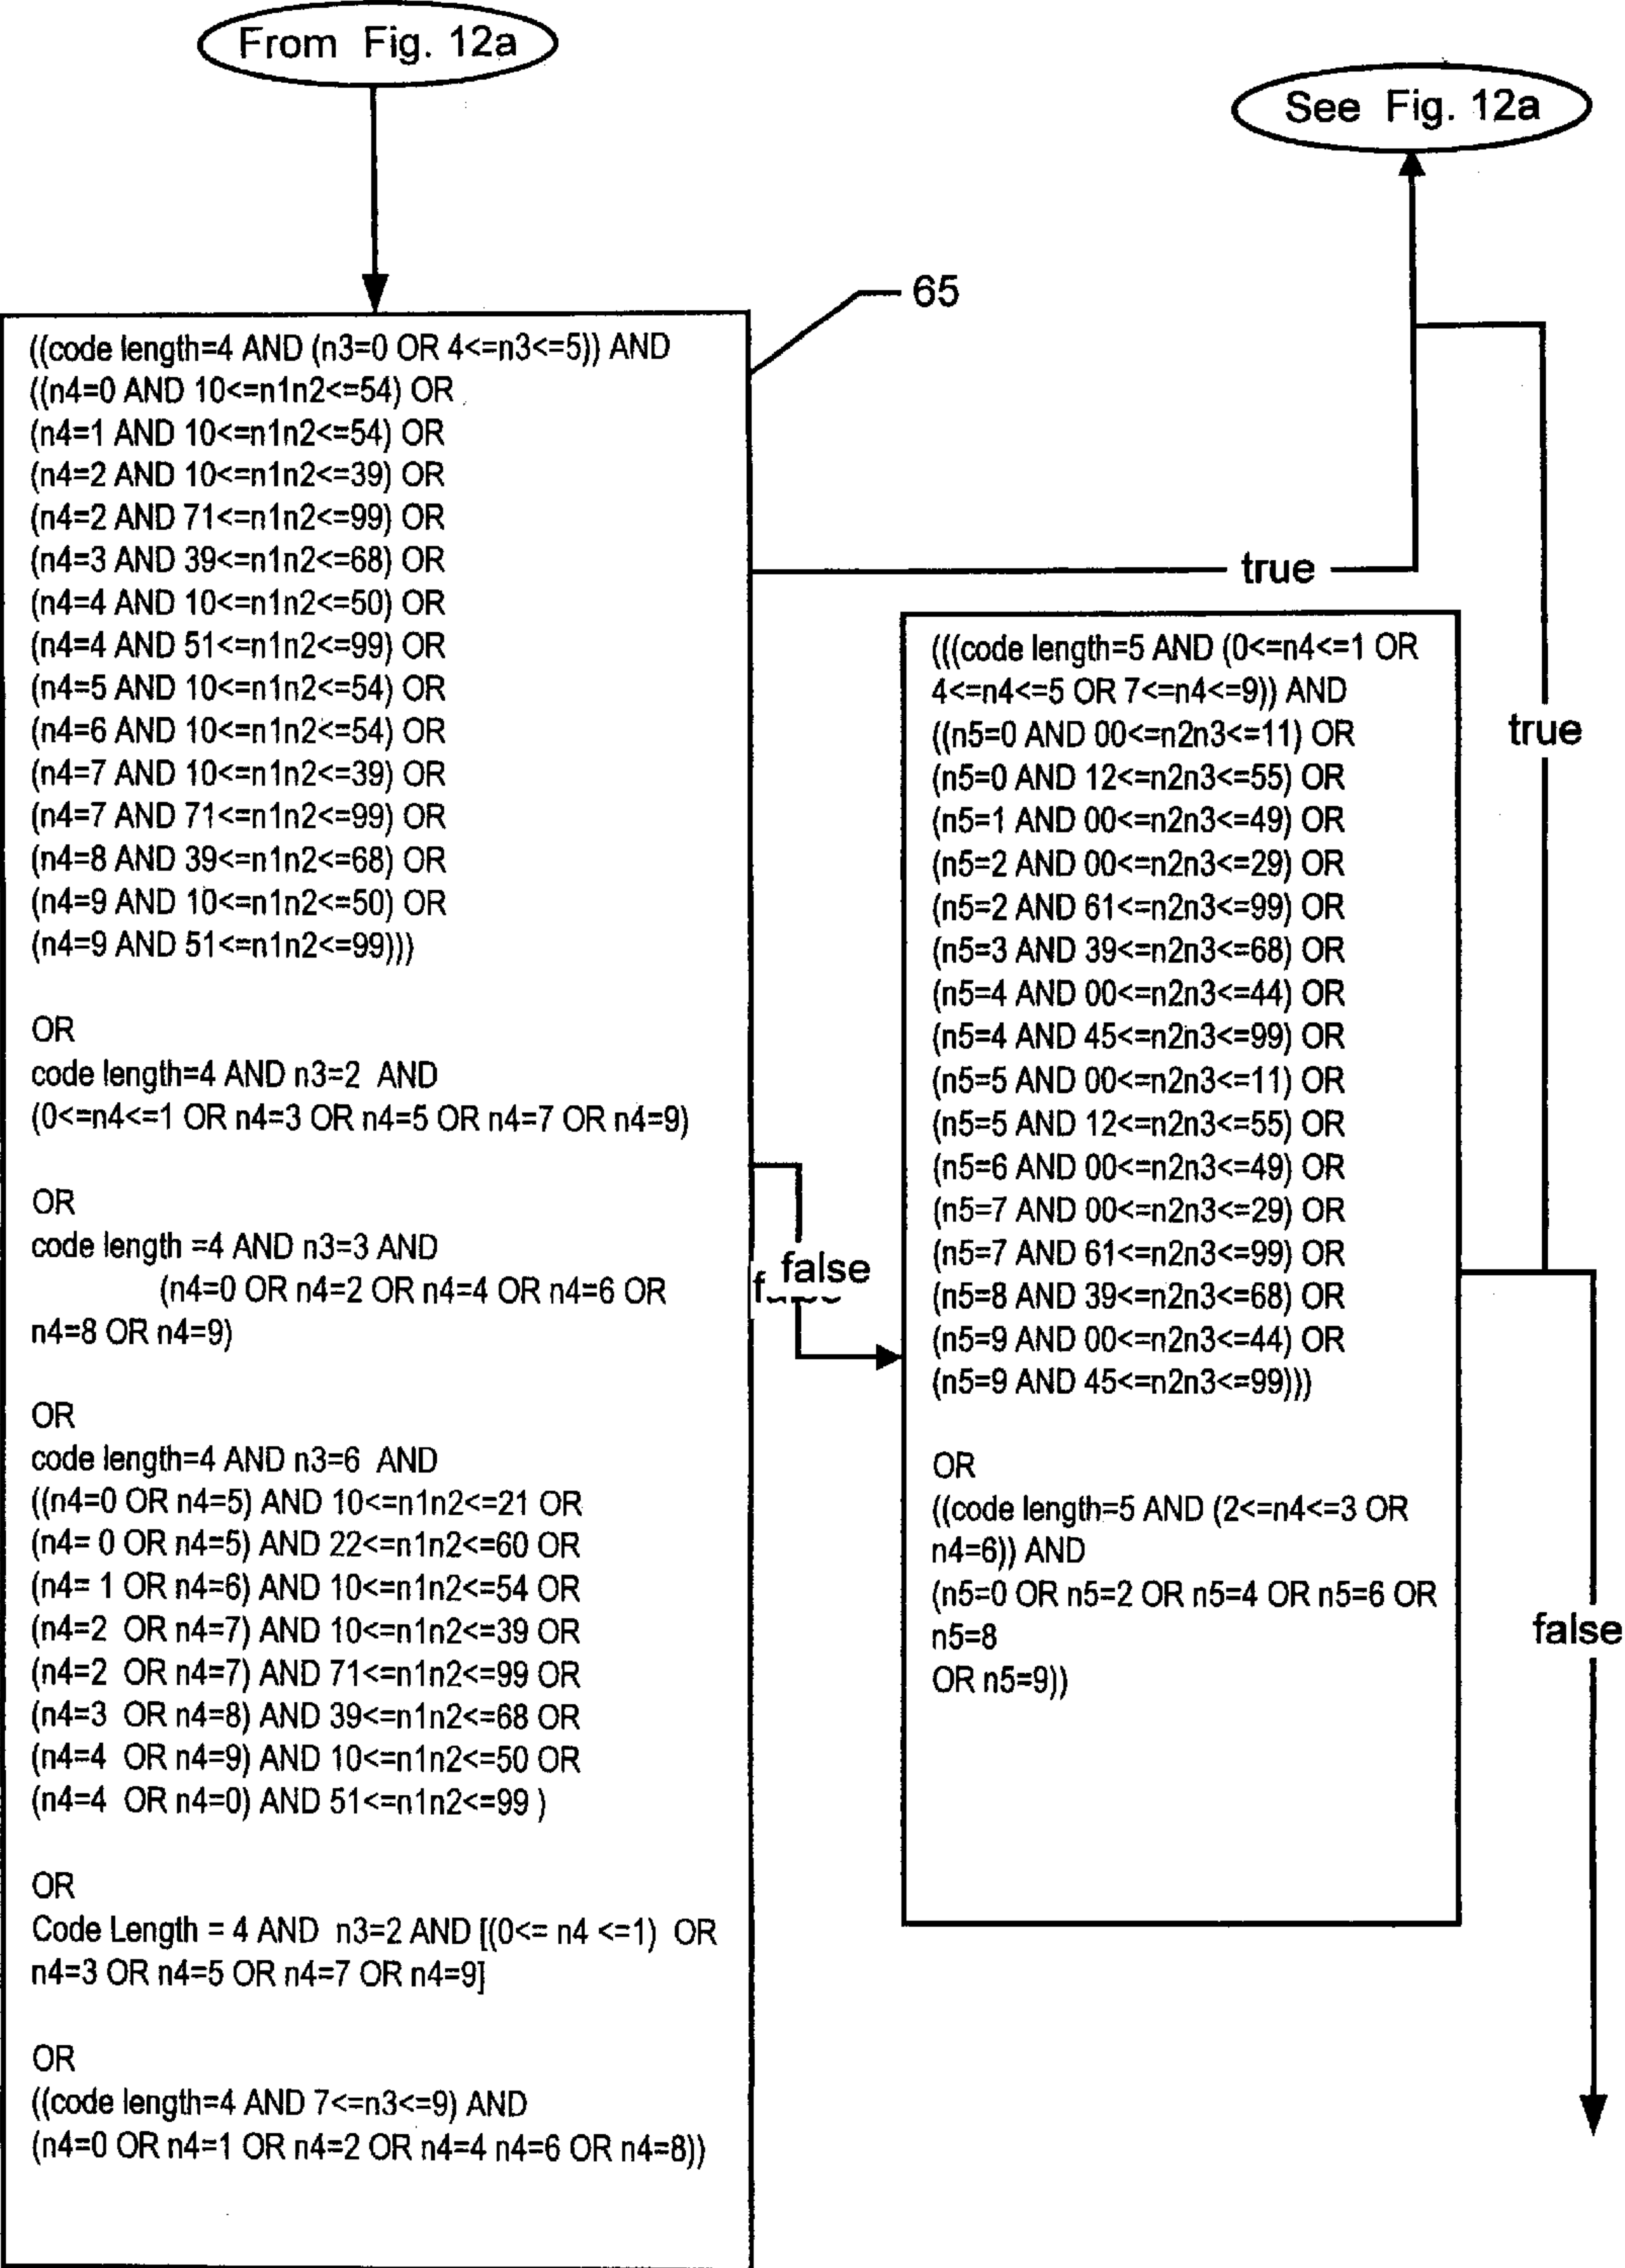 From Fig. 12a
See Fig. 12a
65
((code length=4 AND (n3=0 OR 4<=n3<=5)) AND
((n4=0 AND 10<=n1n2<=54) OR
(n4=1 AND 10<=n1n2<=54) OR
(n4=2 AND 10<=n1n2<=39) OR
(n4=2 AND 71<=n1n2<=99) OR
(n4=3 AND 39<=n1n2<=68) OR
(n4=4 AND 10<=n1n2<=50) OR
(n4=4 AND 51<=n1n2<=99) OR
(n4=5 AND 10<=n1n2<=54) OR
(n4=6 AND 10<=n1n2<=54) OR
(n4=7 AND 10<=n1n2<=39) OR
(n4=7 AND 71<=n1n2<=99) OR
(n4=8 AND 39<=n1n2<=68) OR
(n4=9 AND 10<=n1n2<=50) OR
(n4=9 AND 51<=n1n2<=99)))
OR
code length=4 AND n3=2 AND
(0<=n4<=1 OR n4=3 OR n4=5 OR n4=7 OR n4=9)
OR
code length =4 AND n3=3 AND
(n4=0 OR n4=2 OR n4=4 OR n4=6 OR
n4=8 OR n4=9)
OR
code length=4 AND n3=6 AND
((n4=0 OR n4=5) AND 10<=n1n2<=21 OR
(n4= 0 OR n4=5) AND 22<=n1n2<=60 OR
(n4= 1 OR n4=6) AND 10<=n1n2<=54 OR
(n4=2 OR n4=7) AND 10<=n1n2<=39 OR
(n4=2 OR n4=7) AND 71<=n1n2<=99 OR
(n4=3 OR n4=8) AND 39<=n1n2<=68 OR
(n4=4 OR n4=9) AND 10<=n1n2<=50 OR
(n4=4 OR n4=0) AND 51<=n1n2<=99 )
OR
Code Length = 4 AND n3=2 AND [(0<= n4 <=1) OR
n4=3 OR n4=5 OR n4=7 OR n4=9]
OR
((code length=4 AND 7<=n3<=9) AND
(n4=0 OR n4=1 OR n4=2 OR n4=4 n4=6 OR n4=8))
true
false
(((code length=5 AND (0<=n4<=1 OR
4<=n4<=5 OR 7<=n4<=9)) AND
((n5=0 AND 00<=n2n3<=11) OR
(n5=0 AND 12<=n2n3<=55) OR
(n5=1 AND 00<=n2n3<=49) OR
(n5=2 AND 00<=n2n3<=29) OR
(n5=2 AND 61<=n2n3<=99) OR
(n5=3 AND 39<=n2n3<=68) OR
(n5=4 AND 00<=n2n3<=44) OR
(n5=4 AND 45<=n2n3<=99) OR
(n5=5 AND 00<=n2n3<=11) OR
(n5=5 AND 12<=n2n3<=55) OR
(n5=6 AND 00<=n2n3<=49) OR
(n5=7 AND 00<=n2n3<=29) OR
(n5=7 AND 61<=n2n3<=99) OR
(n5=8 AND 39<=n2n3<=68) OR
(n5=9 AND 00<=n2n3<=44) OR
(n5=9 AND 45<=n2n3<=99)))
OR
((code length=5 AND (2<=n4<=3 OR
n4=6)) AND
(n5=0 OR n5=2 OR n5=4 OR n5=6 OR
n5=8
OR n5=9))
true
false